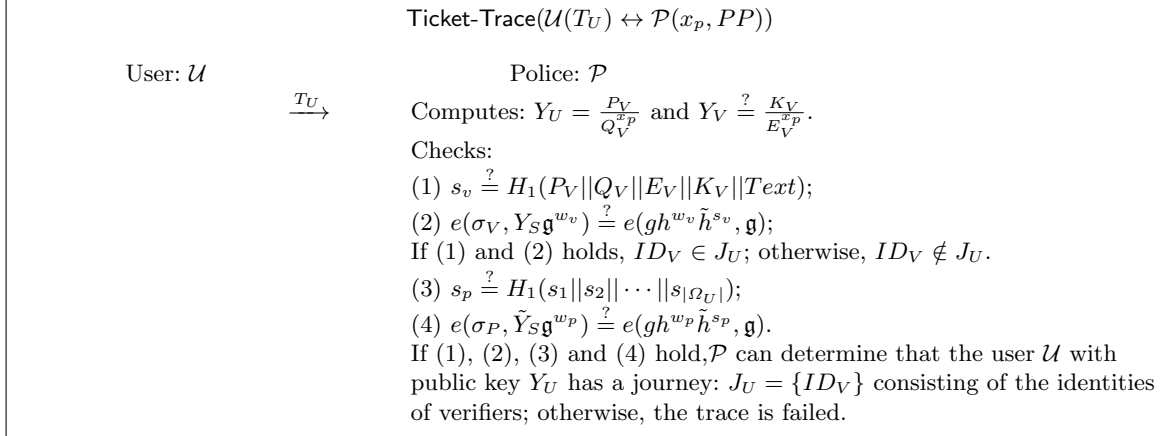 Ticket-Trace(𝒰(T_U) ↔ 𝒫(x_p, PP))
User: 𝒰 Police: 𝒫
T_U ⟶ Computes: Y_U = P_V / Q_V^{x_p} and Y_V ≟ K_V / E_V^{x_p}.
Checks:
(1) s_v ≟ H_1(P_V||Q_V||E_V||K_V||Text);
(2) e(σ_V, Y_S 𝔤^{w_v}) ≟ e(gh^{w_v} h̃^{s_v}, 𝔤);
If (1) and (2) holds, ID_V ∈ J_U; otherwise, ID_V ∉ J_U.
(3) s_p ≟ H_1(s_1||s_2|| ⋯ ||s_{|Ω_U|});
(4) e(σ_P, Ỹ_S 𝔤^{w_p}) ≟ e(gh^{w_p} h̃^{s_p}, 𝔤).
If (1), (2), (3) and (4) hold,𝒫 can determine that the user 𝒰 with
public key Y_U has a journey: J_U = {ID_V} consisting of the identities
of verifiers; otherwise, the trace is failed.